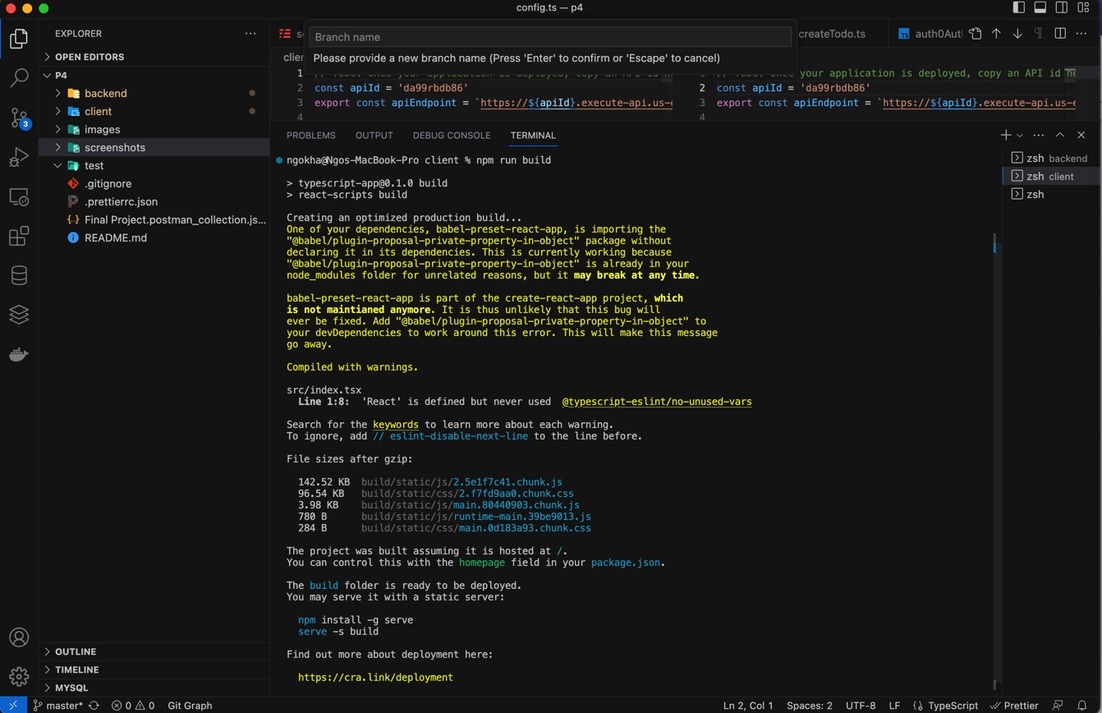 config.ts — p4
EXPLORER
OPEN EDITORS
P4
backend
client
images
screenshots
test
.gitignore
.prettierrc.json
Final Project.postman_collection.js...
README.md
OUTLINE
TIMELINE
MYSQL
3
Branch name
Please provide a new branch name (Press 'Enter' to confirm or 'Escape' to cancel)
createTodo.ts
auth0Aut
clien
1
2 const apiId = 'da99rbdb86'
3 export const apiEndpoint = `https://${apiId}.execute-api.us-e
4
your application is deployed, copy an API id he
2 const apiId = 'da99rbdb86'
3 export const apiEndpoint = `https://${apiId}.execute-api.us-e
4
PROBLEMS OUTPUT DEBUG CONSOLE TERMINAL
zsh backend
zsh client
zsh
ngokha@Ngos-MacBook-Pro client % npm run build
> typescript-app@0.1.0 build
> react-scripts build
Creating an optimized production build...
One of your dependencies, babel-preset-react-app, is importing the
"@babel/plugin-proposal-private-property-in-object" package without
declaring it in its dependencies. This is currently working because
"@babel/plugin-proposal-private-property-in-object" is already in your
node_modules folder for unrelated reasons, but it may break at any time.
babel-preset-react-app is part of the create-react-app project, which
is not maintianed anymore. It is thus unlikely that this bug will
ever be fixed. Add "@babel/plugin-proposal-private-property-in-object" to
your devDependencies to work around this error. This will make this message
go away.
Compiled with warnings.
src/index.tsx
Line 1:8: 'React' is defined but never used @typescript-eslint/no-unused-vars
Search for the keywords to learn more about each warning.
To ignore, add // eslint-disable-next-line to the line before.
File sizes after gzip:
142.52 KB build/static/js/2.5e1f7c41.chunk.js
96.54 KB build/static/css/2.f7fd9aa0.chunk.css
3.98 KB build/static/js/main.80440903.chunk.js
780 B build/static/js/runtime-main.39be9013.js
284 B build/static/css/main.0d183a93.chunk.css
The project was built assuming it is hosted at /.
You can control this with the homepage field in your package.json.
The build folder is ready to be deployed.
You may serve it with a static server:
npm install -g serve
serve -s build
Find out more about deployment here:
https://cra.link/deployment
master* 0 0 Git Graph Ln 2, Col 1 Spaces: 2 UTF-8 LF TypeScript Prettier